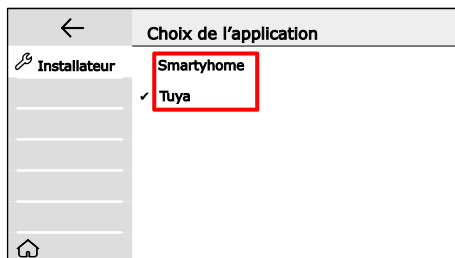 Choix de l’application
Installateur
Smartyhome
✔ Tuya